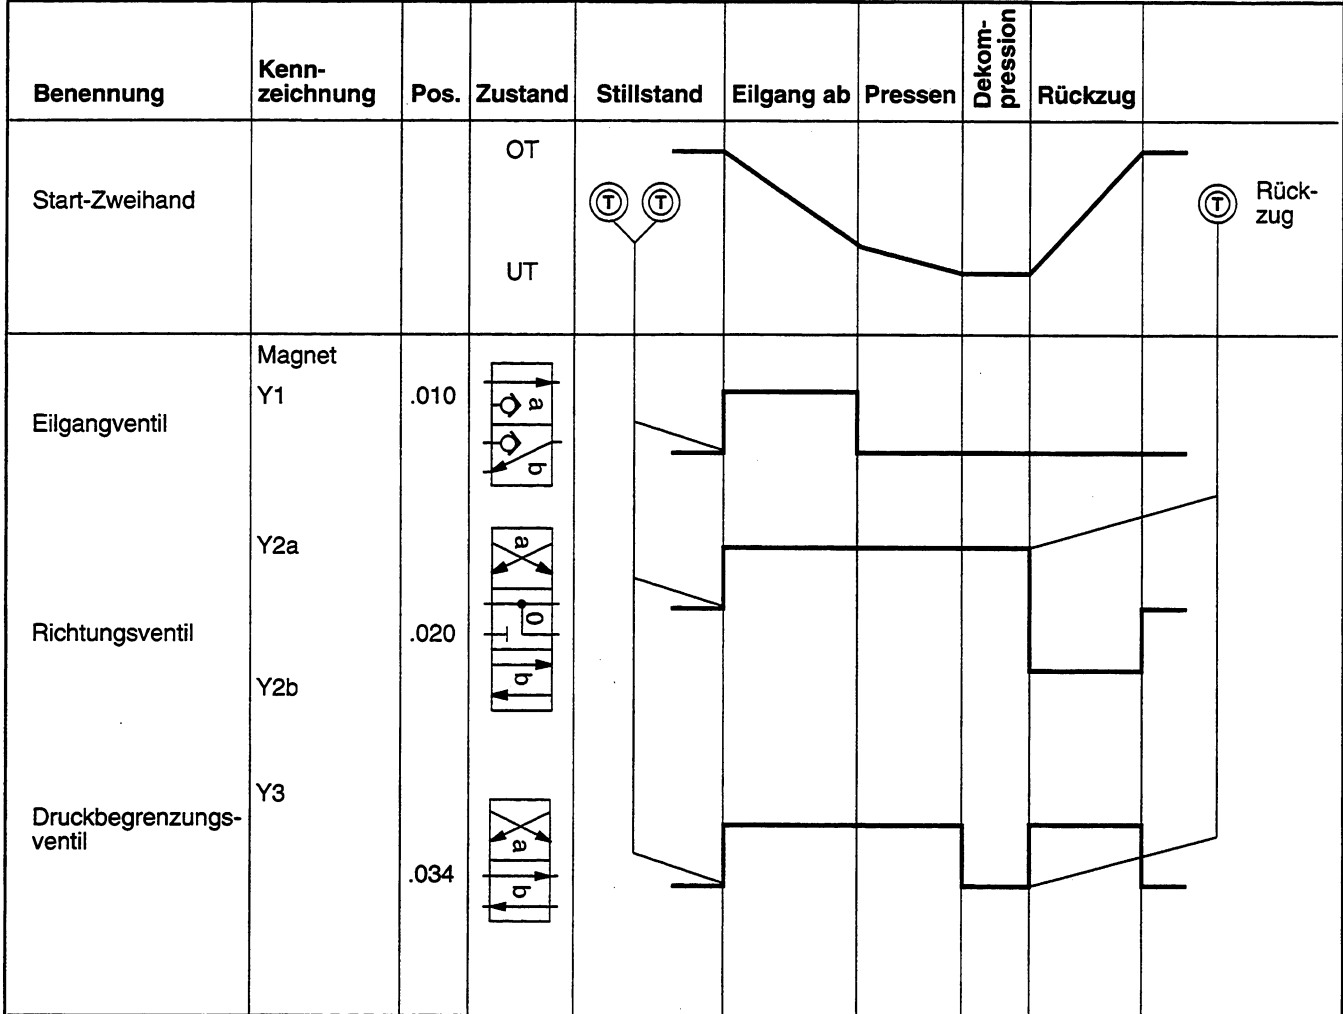 Benennung
Kenn-
zeichnung
Pos.
Zustand
Stillstand
Eilgang ab
Pressen
Dekom-
pression
Rückzug
Start-Zweihand
OT
UT
T
T
T
Rück-
zug
Magnet
Eilgangventil
Y1
.010
a
b
Richtungsventil
Y2a
Y2b
.020
a
0
b
Druckbegrenzungs-
ventil
Y3
.034
a
b